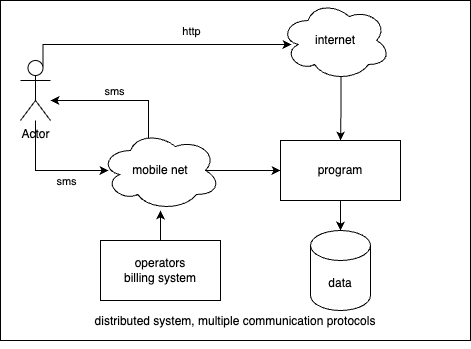 http
internet
sms
Actor
sms
mobile net
program
operators
billing system
data
distributed system, multiple communication protocols